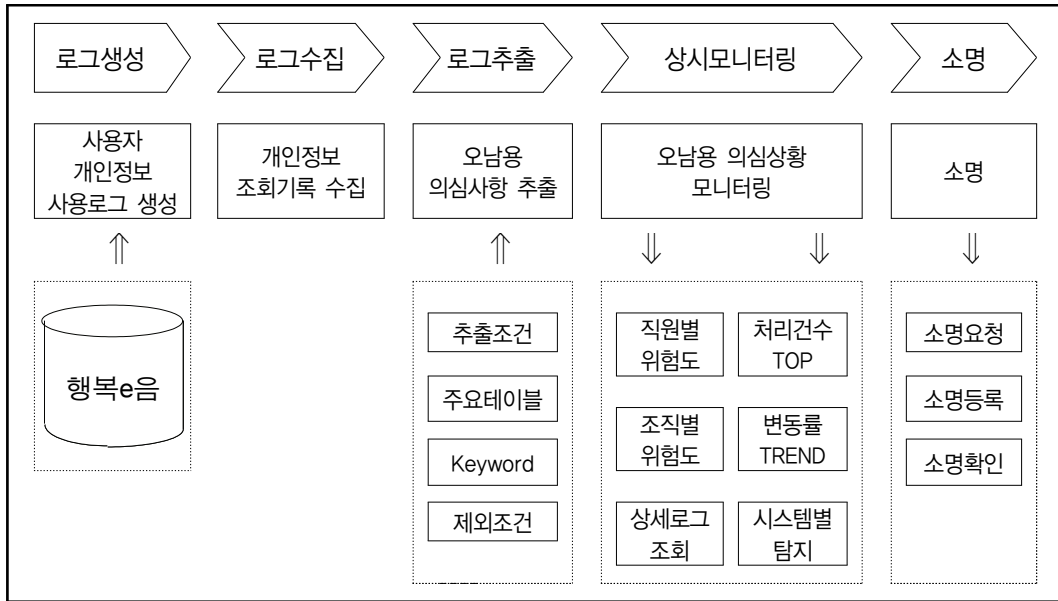 로그생성
로그수집
로그추출
상시모니터링
소명
사용자
개인정보
사용로그 생성
개인정보
조회기록 수집
오남용
의심사항 추출
오남용 의심상황
모니터링
소명
행복e음
추출조건
주요테이블
Keyword
제외조건
직원별
위험도
처리건수
TOP
조직별
위험도
변동률
TREND
상세로그
조회
시스템별
탐지
소명요청
소명등록
소명확인